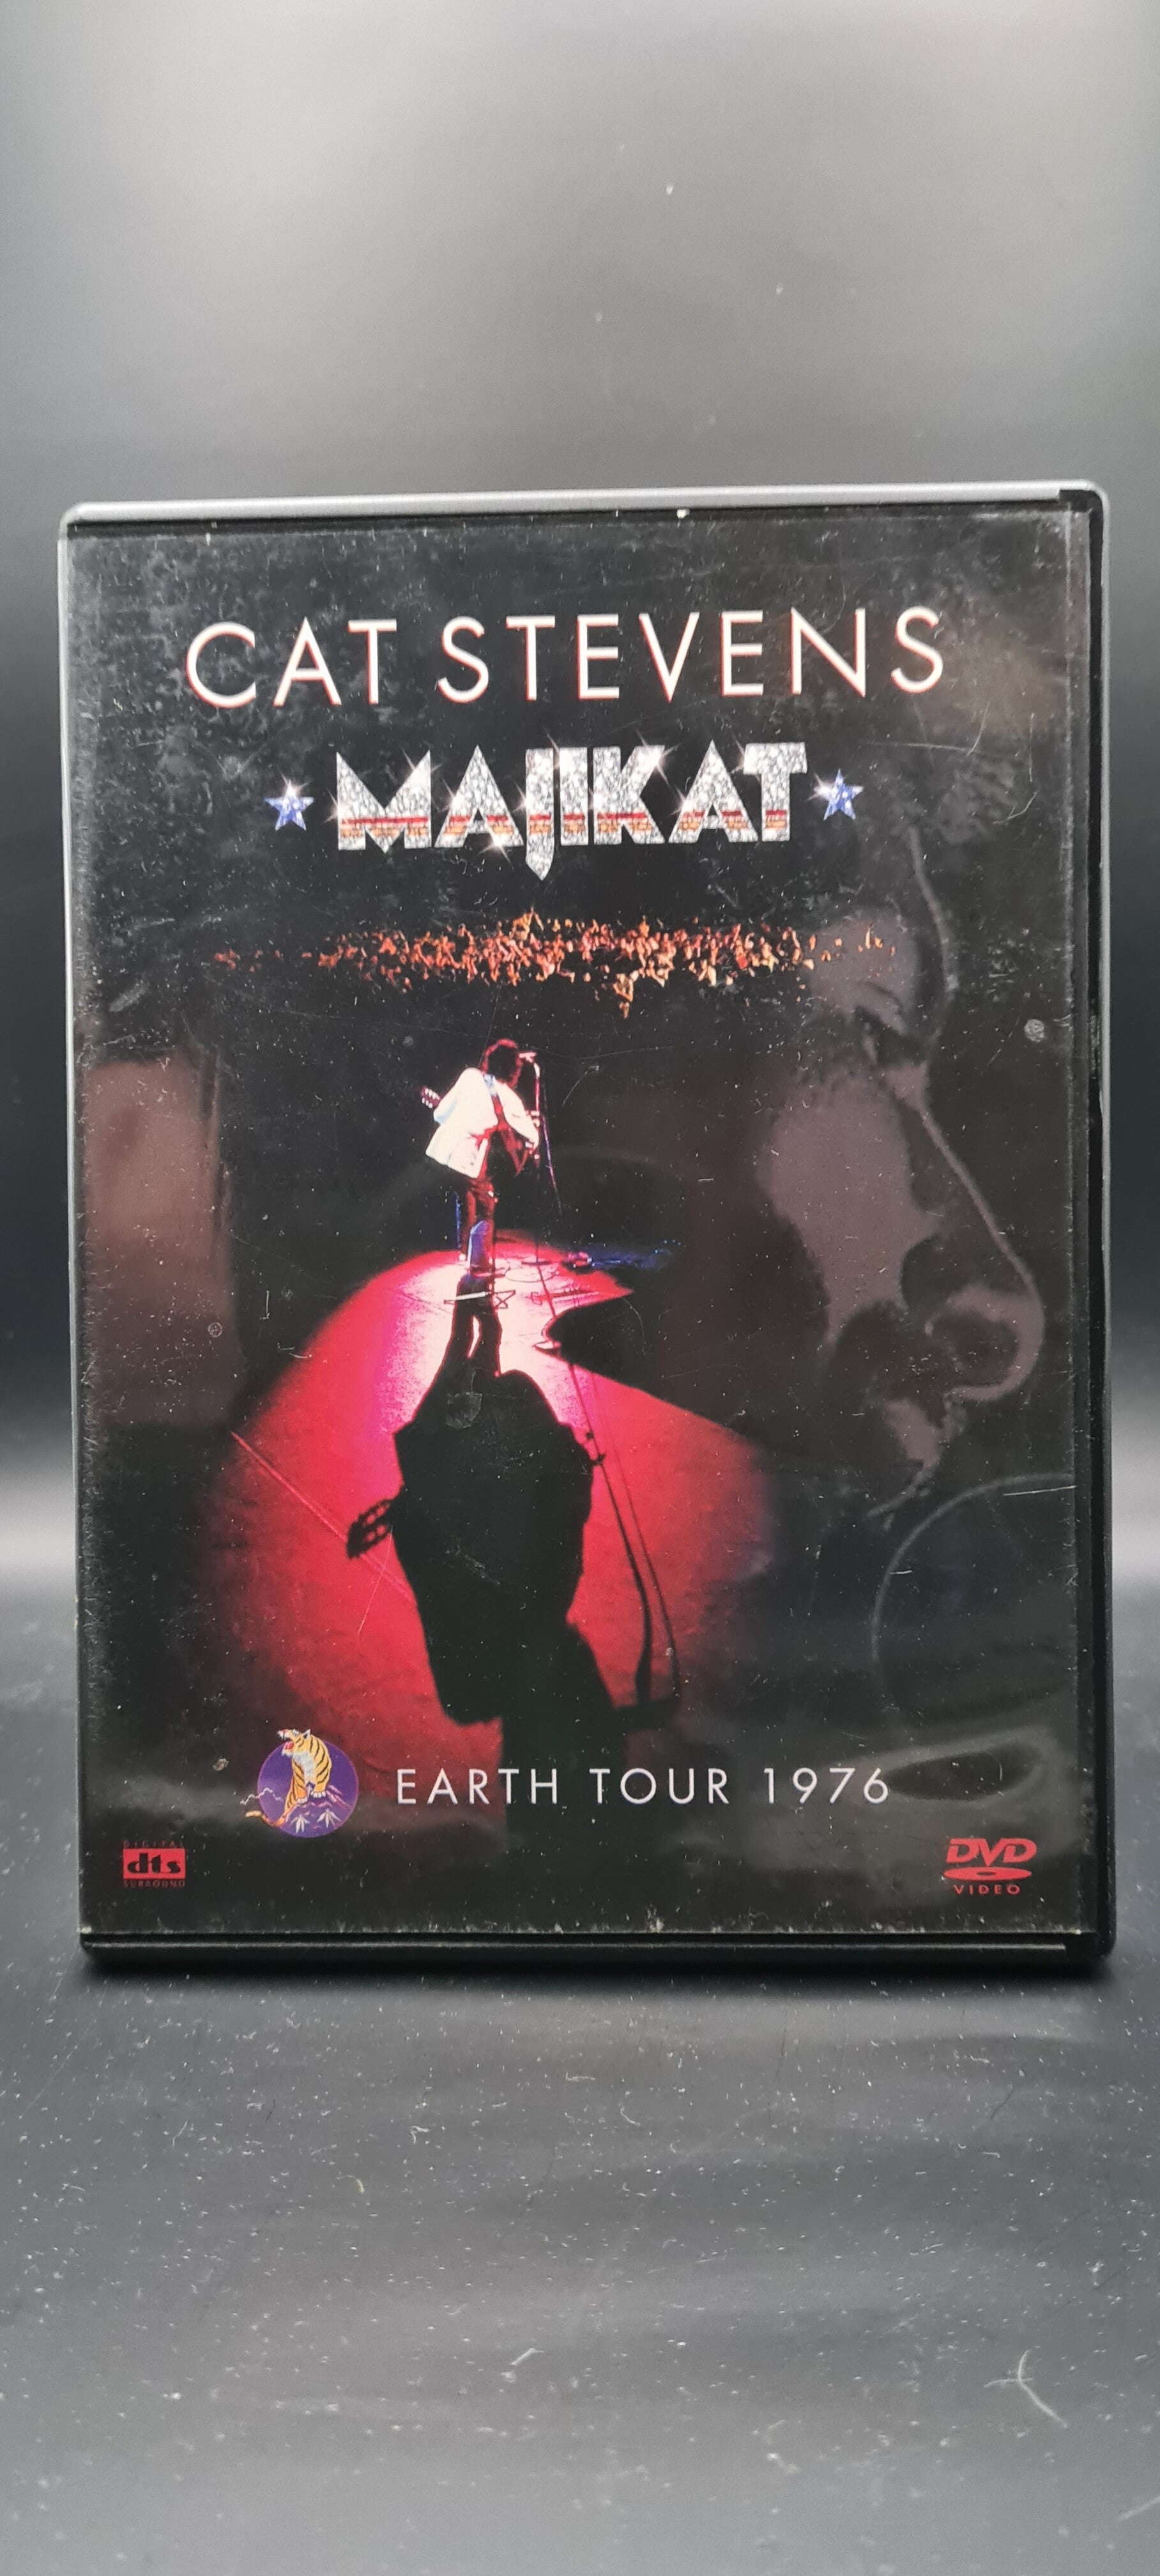 CAT STEVENS
MAJIKAT
EARTH TOUR 1976
DIGITAL
dts
SURROUND
DVD
VIDEO